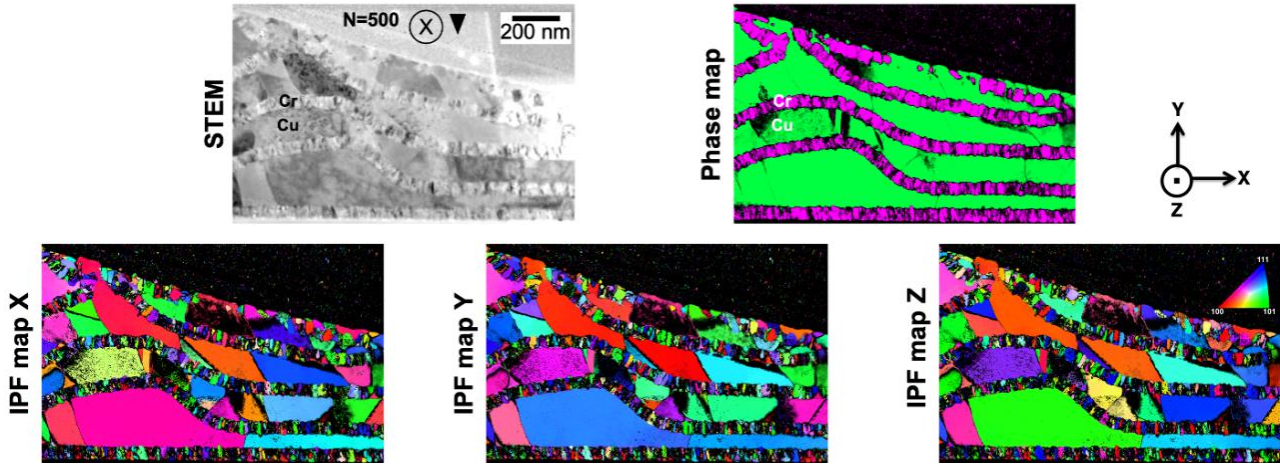 STEM
N=500
X
200 nm
Cr
Cu
Phase map
Cr
Cu
Y
X
Z
IPF map X
IPF map Y
IPF map Z
111
100
101